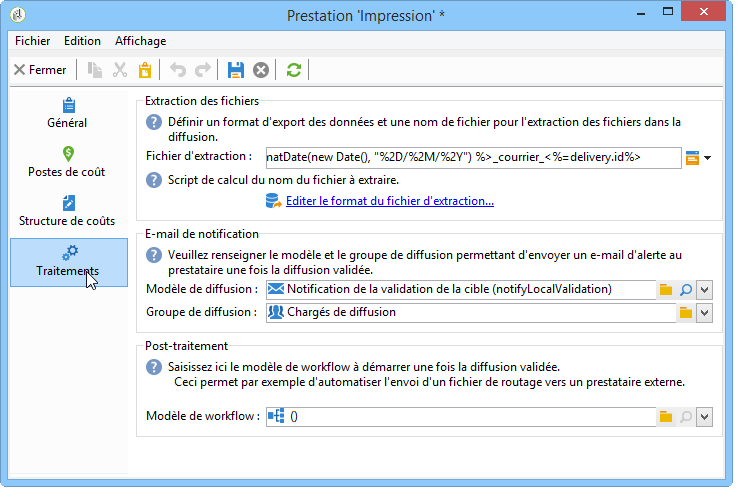 Prestation 'Impression' *
Fichier Edition Affichage
Fermer
Général
Postes de coût
Structure de coûts
Traitements
Extraction des fichiers
Définir un format d'export des données et une nom de fichier pour l'extraction des fichiers dans la
diffusion.
Fichier d'extraction : natDate(new Date(), "%2D/%2M/%2Y") %>_courrier_<%=delivery.id%>
Script de calcul du nom du fichier à extraire.
Editer le format du fichier d'extraction...
E-mail de notification
Veuillez renseigner le modèle et le groupe de diffusion permettant d'envoyer un e-mail d'alerte au
prestataire une fois la diffusion validée.
Modèle de diffusion : Notification de la validation de la cible (notifyLocalValidation)
Groupe de diffusion : Chargés de diffusion
Post-traitement
Saisissez ici le modèle de workflow à démarrer une fois la diffusion validée.
Ceci permet par exemple d'automatiser l'envoi d'un fichier de routage vers un prestataire externe.
Modèle de workflow : ()